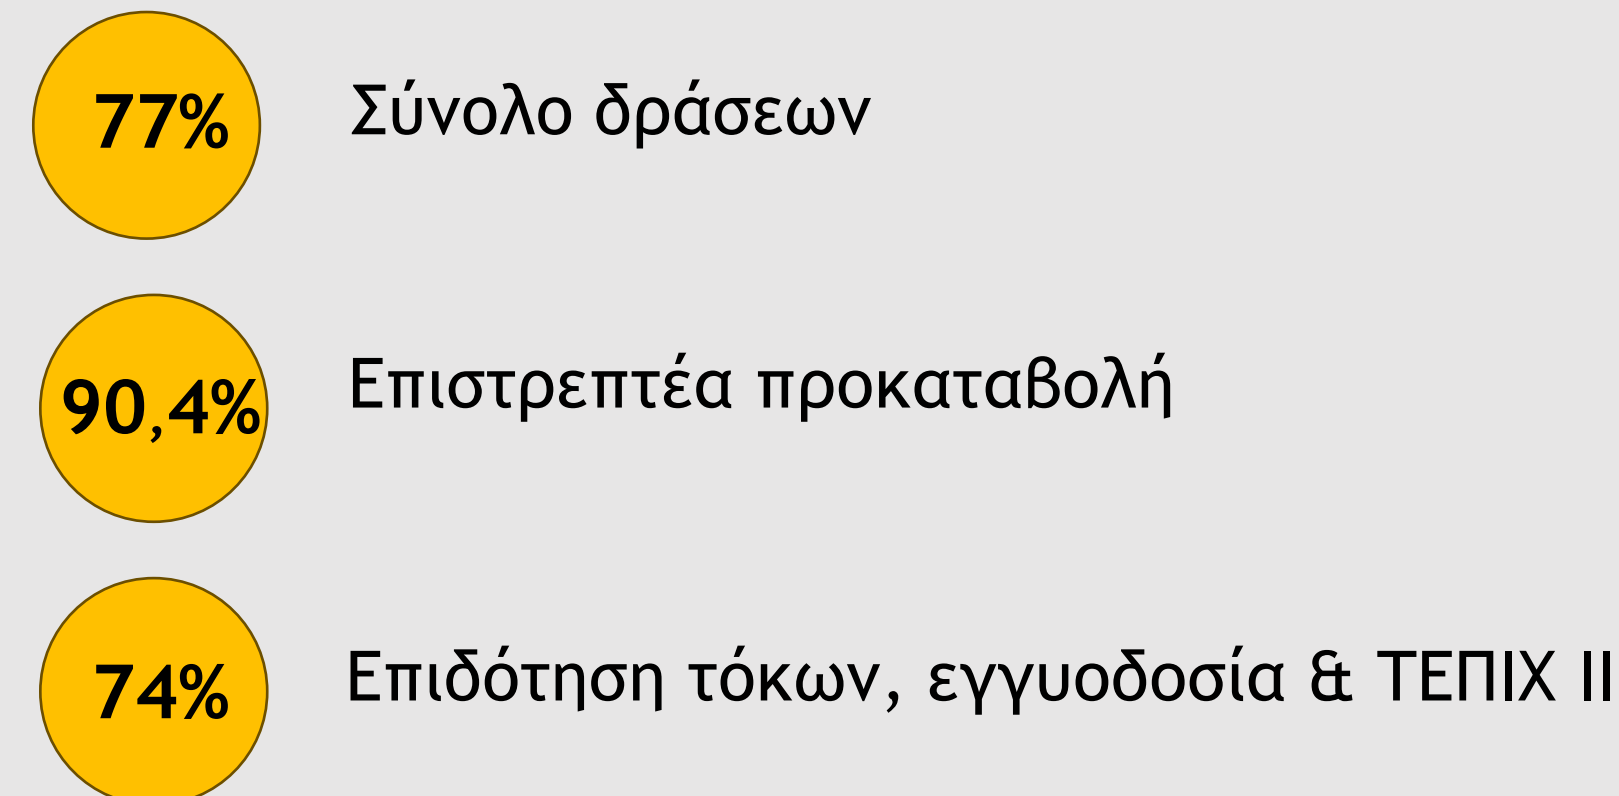 77% Σύνολο δράσεων
90,4% Επιστρεπτέα προκαταβολή
74% Επιδότηση τόκων, εγγυοδοσία & ΤΕΠΙΧ ΙΙ